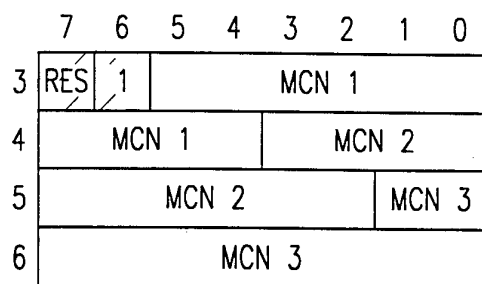 7 6 5 4 3 2 1 0
3 RES 1 MCN 1
4 MCN 1 MCN 2
5 MCN 2 MCN 3
6 MCN 3